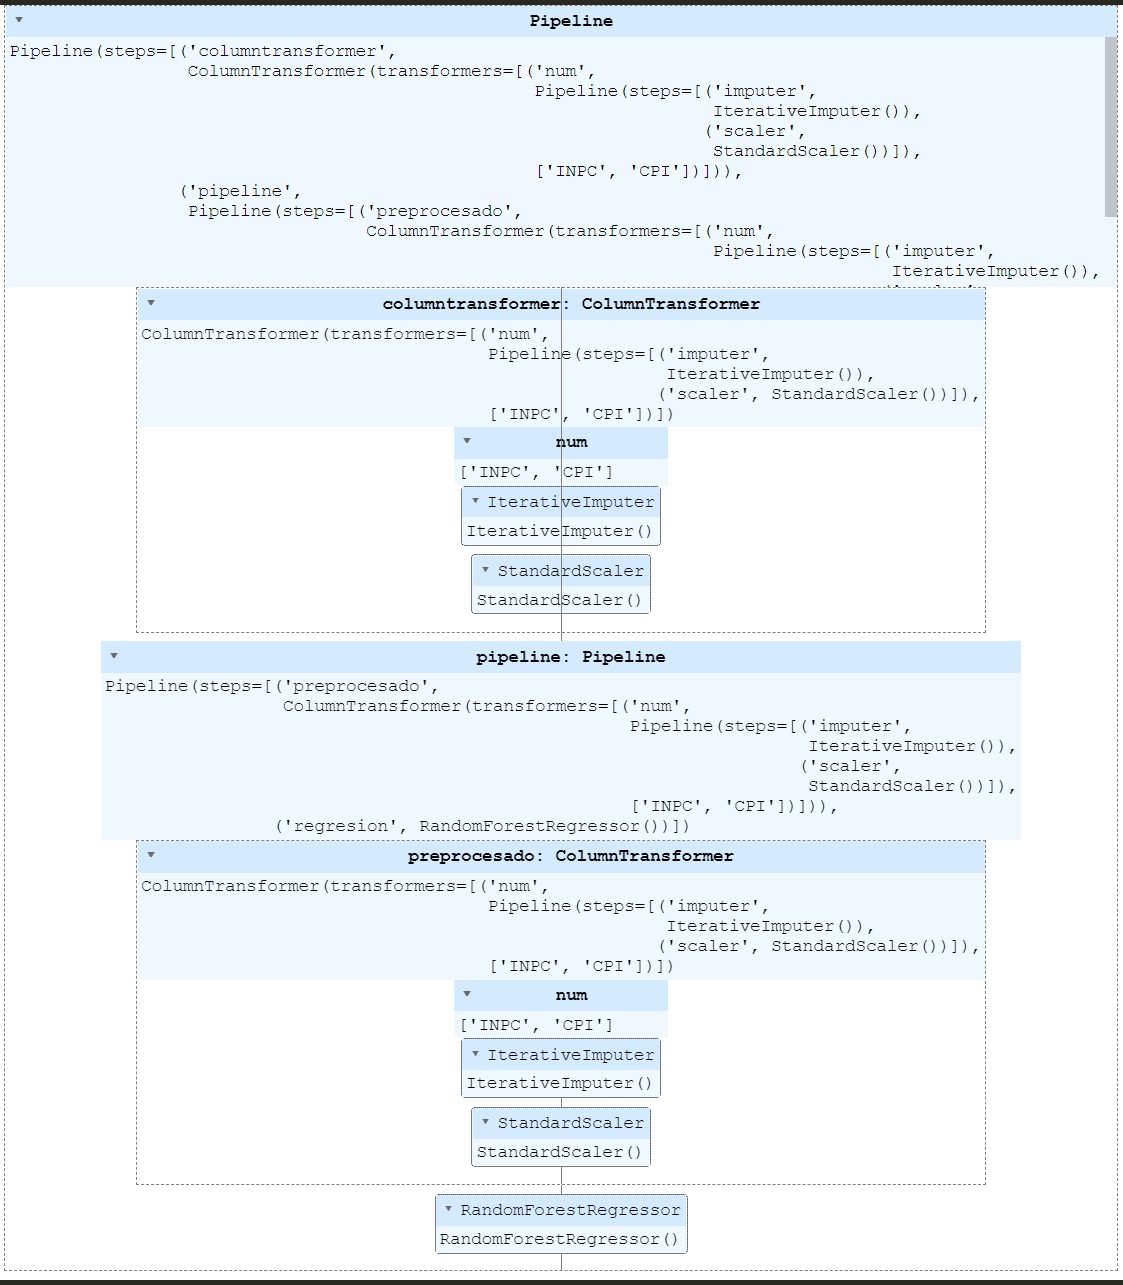 Pipeline
Pipeline(steps=[('columntransformer',
ColumnTransformer(transformers=[('num',
Pipeline(steps=[('imputer',
IterativeImputer()),
('scaler',
StandardScaler())]),
['INPC', 'CPI'])])),
('pipeline',
Pipeline(steps=[('preprocesado',
ColumnTransformer(transformers=[('num',
Pipeline(steps=[('imputer',
IterativeImputer()),
columntransformer: ColumnTransformer
ColumnTransformer(transformers=[('num',
Pipeline(steps=[('imputer',
IterativeImputer()),
('scaler', StandardScaler())]),
['INPC', 'CPI'])])
num
['INPC', 'CPI']
IterativeImputer
IterativeImputer()
StandardScaler
StandardScaler()
pipeline: Pipeline
Pipeline(steps=[('preprocesado',
ColumnTransformer(transformers=[('num',
Pipeline(steps=[('imputer',
IterativeImputer()),
('scaler',
StandardScaler())]),
['INPC', 'CPI'])])),
('regresion', RandomForestRegressor())])
preprocesado: ColumnTransformer
ColumnTransformer(transformers=[('num',
Pipeline(steps=[('imputer',
IterativeImputer()),
('scaler', StandardScaler())]),
['INPC', 'CPI'])])
num
['INPC', 'CPI']
IterativeImputer
IterativeImputer()
StandardScaler
StandardScaler()
RandomForestRegressor
RandomForestRegressor()